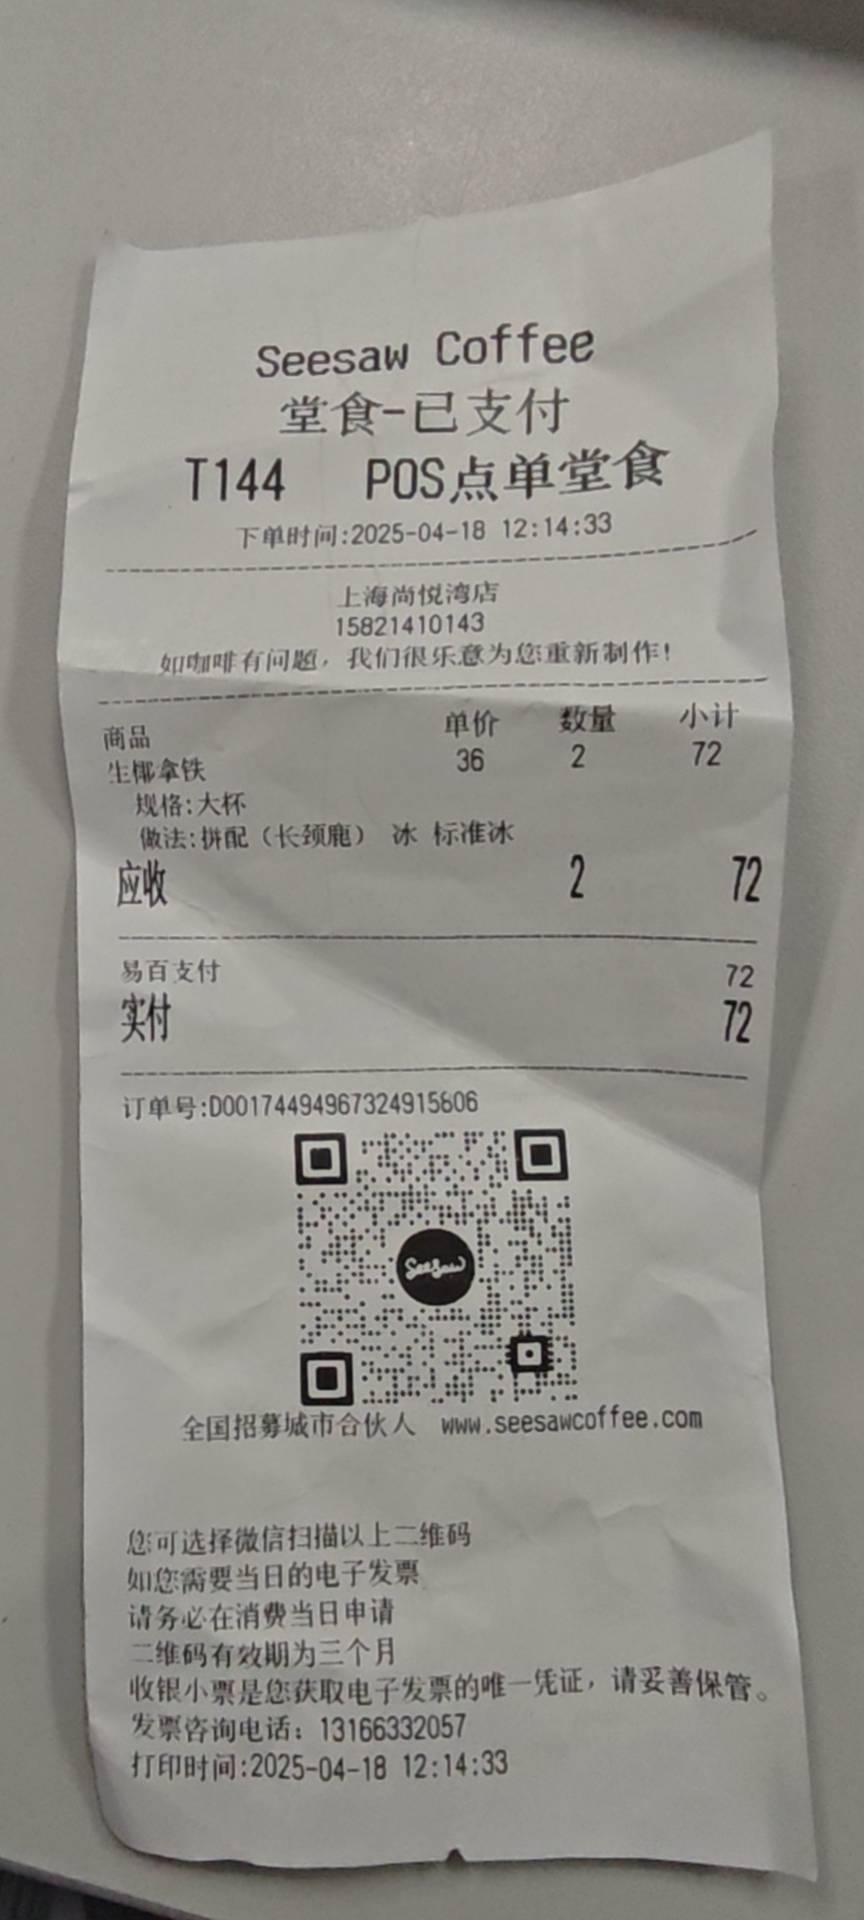 Seesaw Coffee
堂食-已支付
T144 POS点单堂食
下单时间:2025-04-18 12:14:33
上海尚悦湾店
15821410143
如咖啡有问题，我们很乐意为您重新制作!
商品 单价 数量 小计
生椰拿铁 36 2 72
规格:大杯
做法:拼配（长颈鹿） 冰 标准冰
应收 2 72
易百支付 72
实付 72
订单号:D00174494967324915806
SeeSaw
全国招募城市合伙人 www.seesawcoffee.com
您可选择微信扫描以上二维码
如您需要当日的电子发票
请务必在消费当日申请
二维码有效期为三个月
收银小票是您获取电子发票的唯一凭证，请妥善保管。
发票咨询电话：13166332057
打印时间:2025-04-18 12:14:33